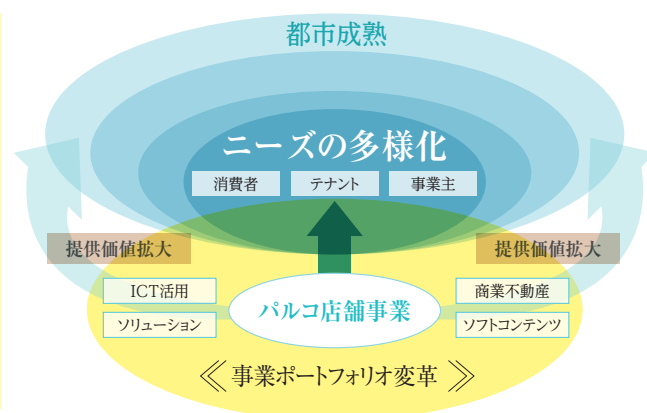 都市成熟
ニーズの多様化
消費者
テナント
事業主
提供価値拡大
提供価値拡大
ICT活用
商業不動産
パルコ店舗事業
ソリューション
ソフトコンテンツ
≪ 事業ポートフォリオ変革 ≫